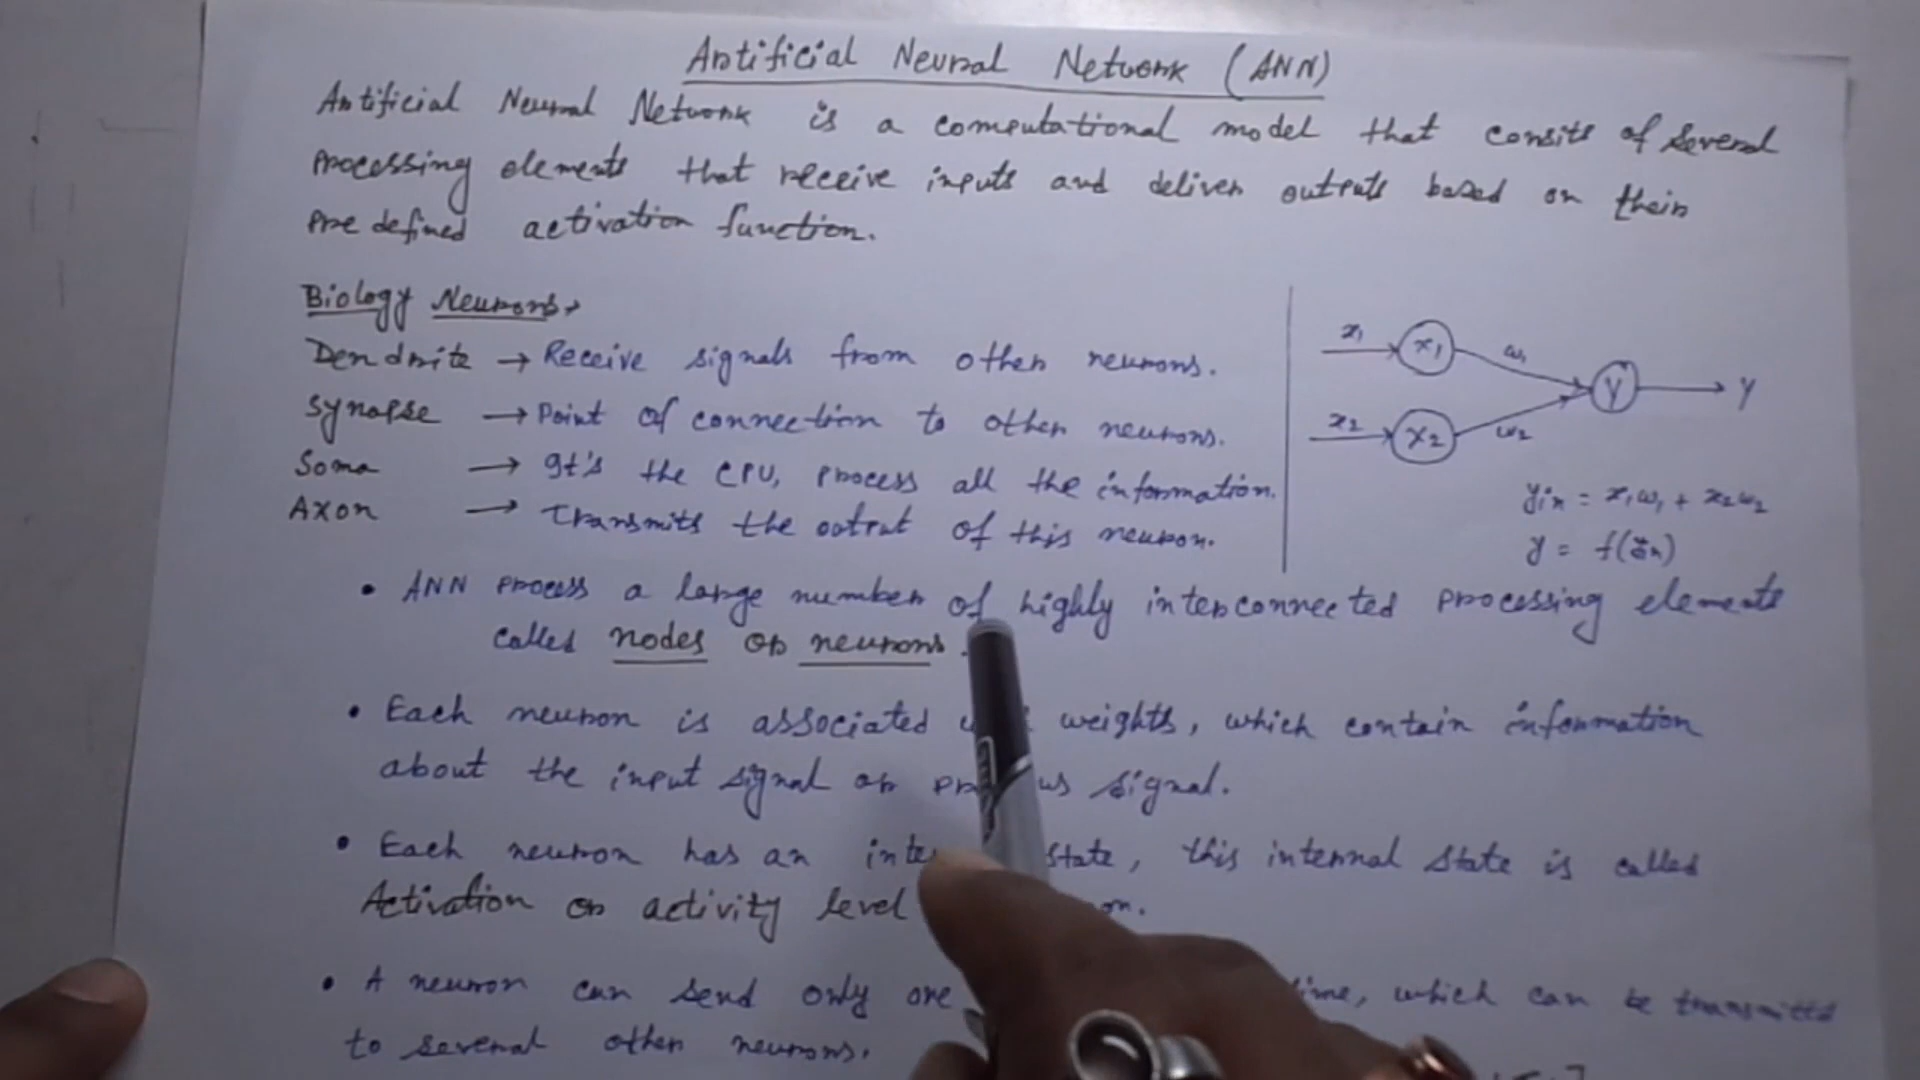 Artificial Neural Network (ANN)
Artificial Neural Network is a computational model that consits of several
processing elements that receive inputs and deliver outputs based on their
pre defined activation function.
Biology Neurons→
Dendrite → Receive signals from other neurons.
Synapse → Point of connection to other neurons.
Soma → It's the CPU, process all the information.
Axon → Transmits the output of this neuron.
x₁ X₁ w₁
Y y
x₂ X₂ w₂
yin = x₁w₁ + x₂w₂
y = f(yin)
• ANN process a large number of highly interconnected processing elements
called nodes or neurons.
• Each neuron is associated weights, which contain information
about the input signal or signal.
• Each neuron has an state, this internal state is called
Activation or activity level
• A neuron can send only one which can be transmitted
to several other neurons.